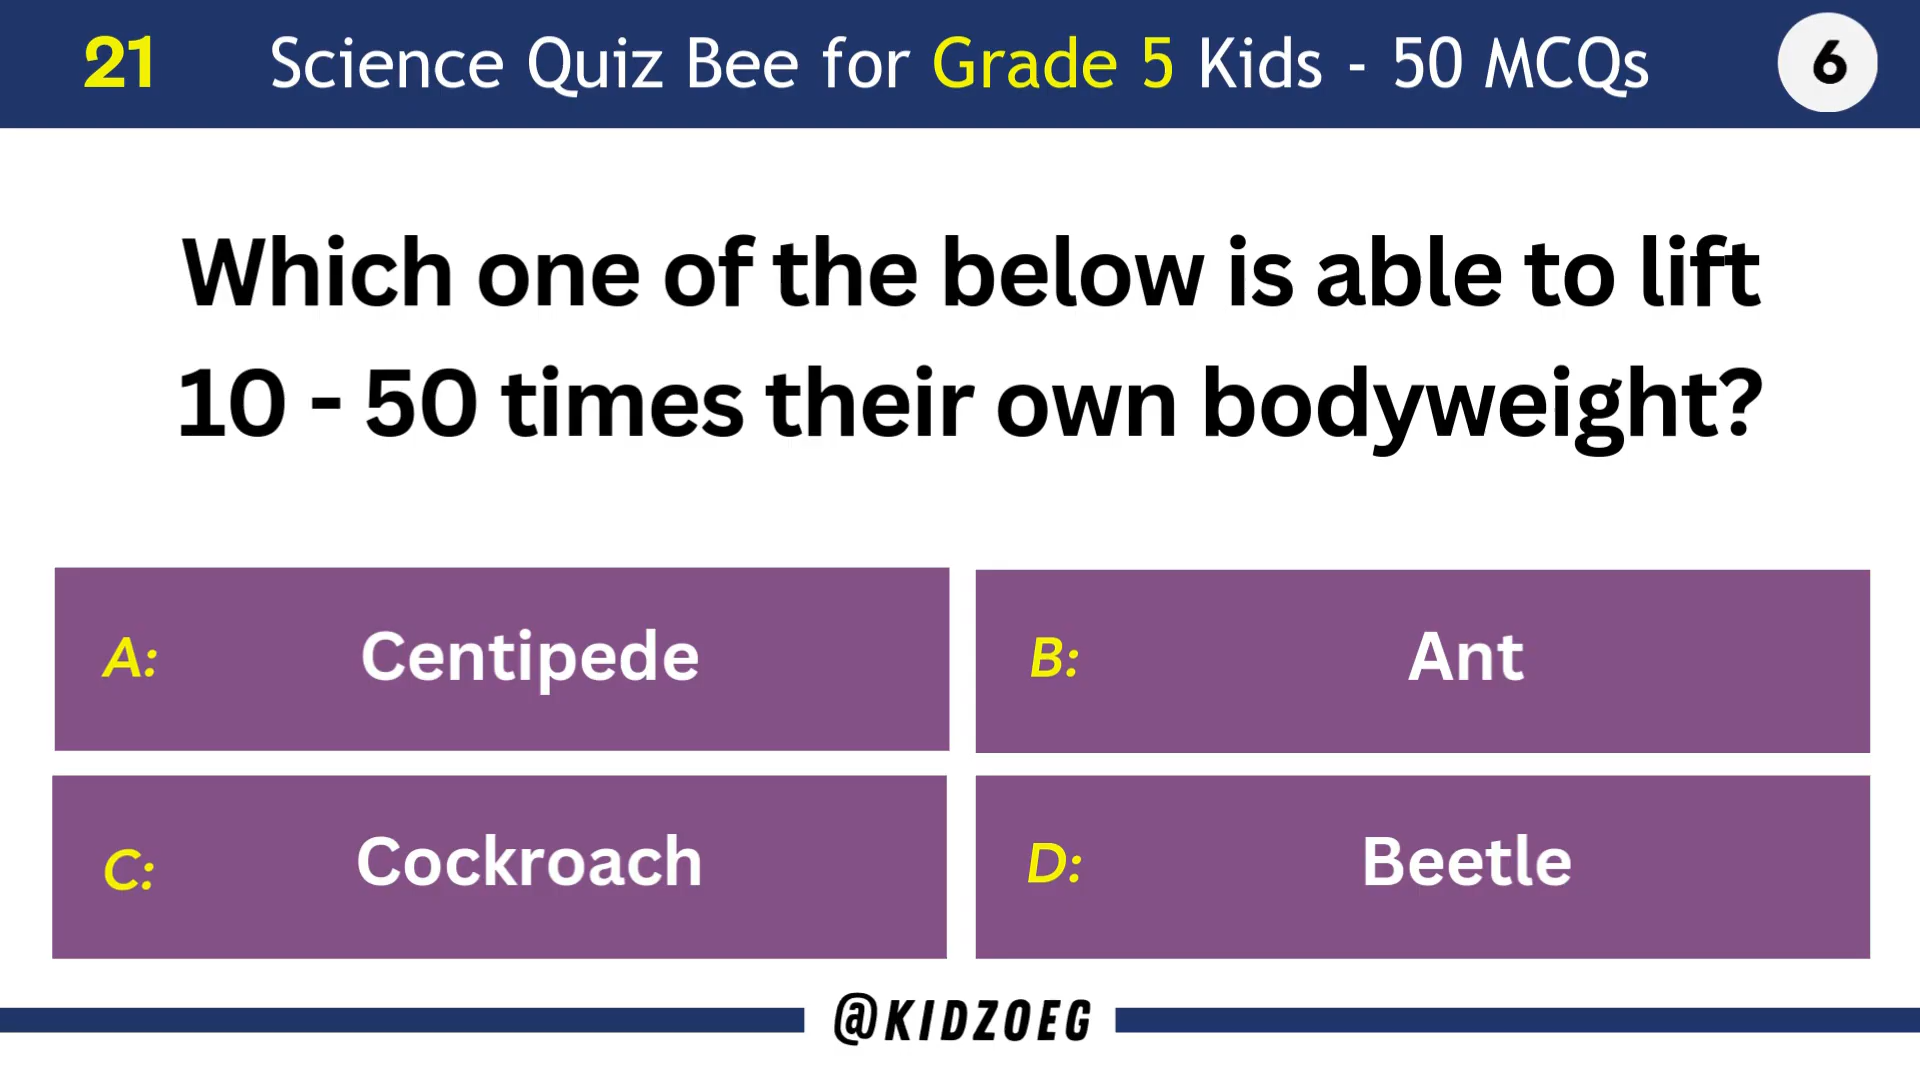 21 Science Quiz Bee for Grade 5 Kids - 50 MCQs 6
Which one of the below is able to lift
10 - 50 times their own bodyweight?
A: Centipede
B: Ant
C: Cockroach
D: Beetle
@KIDZOEG